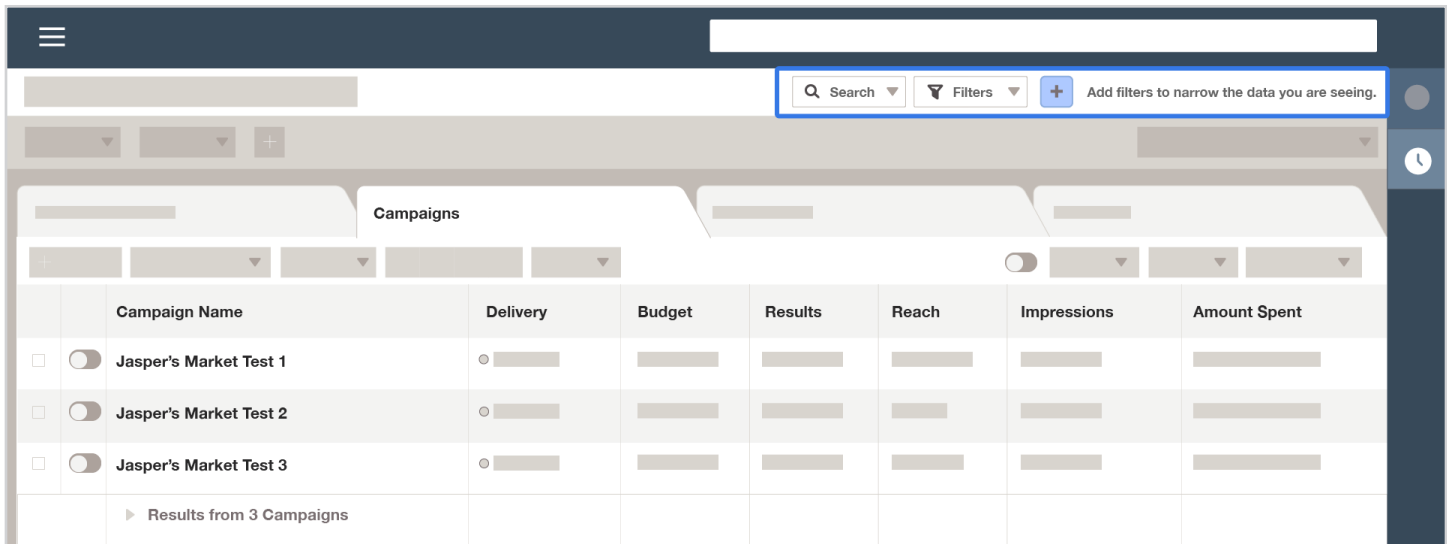 Search Filters + Add filters to narrow the data you are seeing.
+
Campaigns
+
Campaign Name Delivery Budget Results Reach Impressions Amount Spent
Jasper’s Market Test 1
Jasper’s Market Test 2
Jasper’s Market Test 3
Results from 3 Campaigns